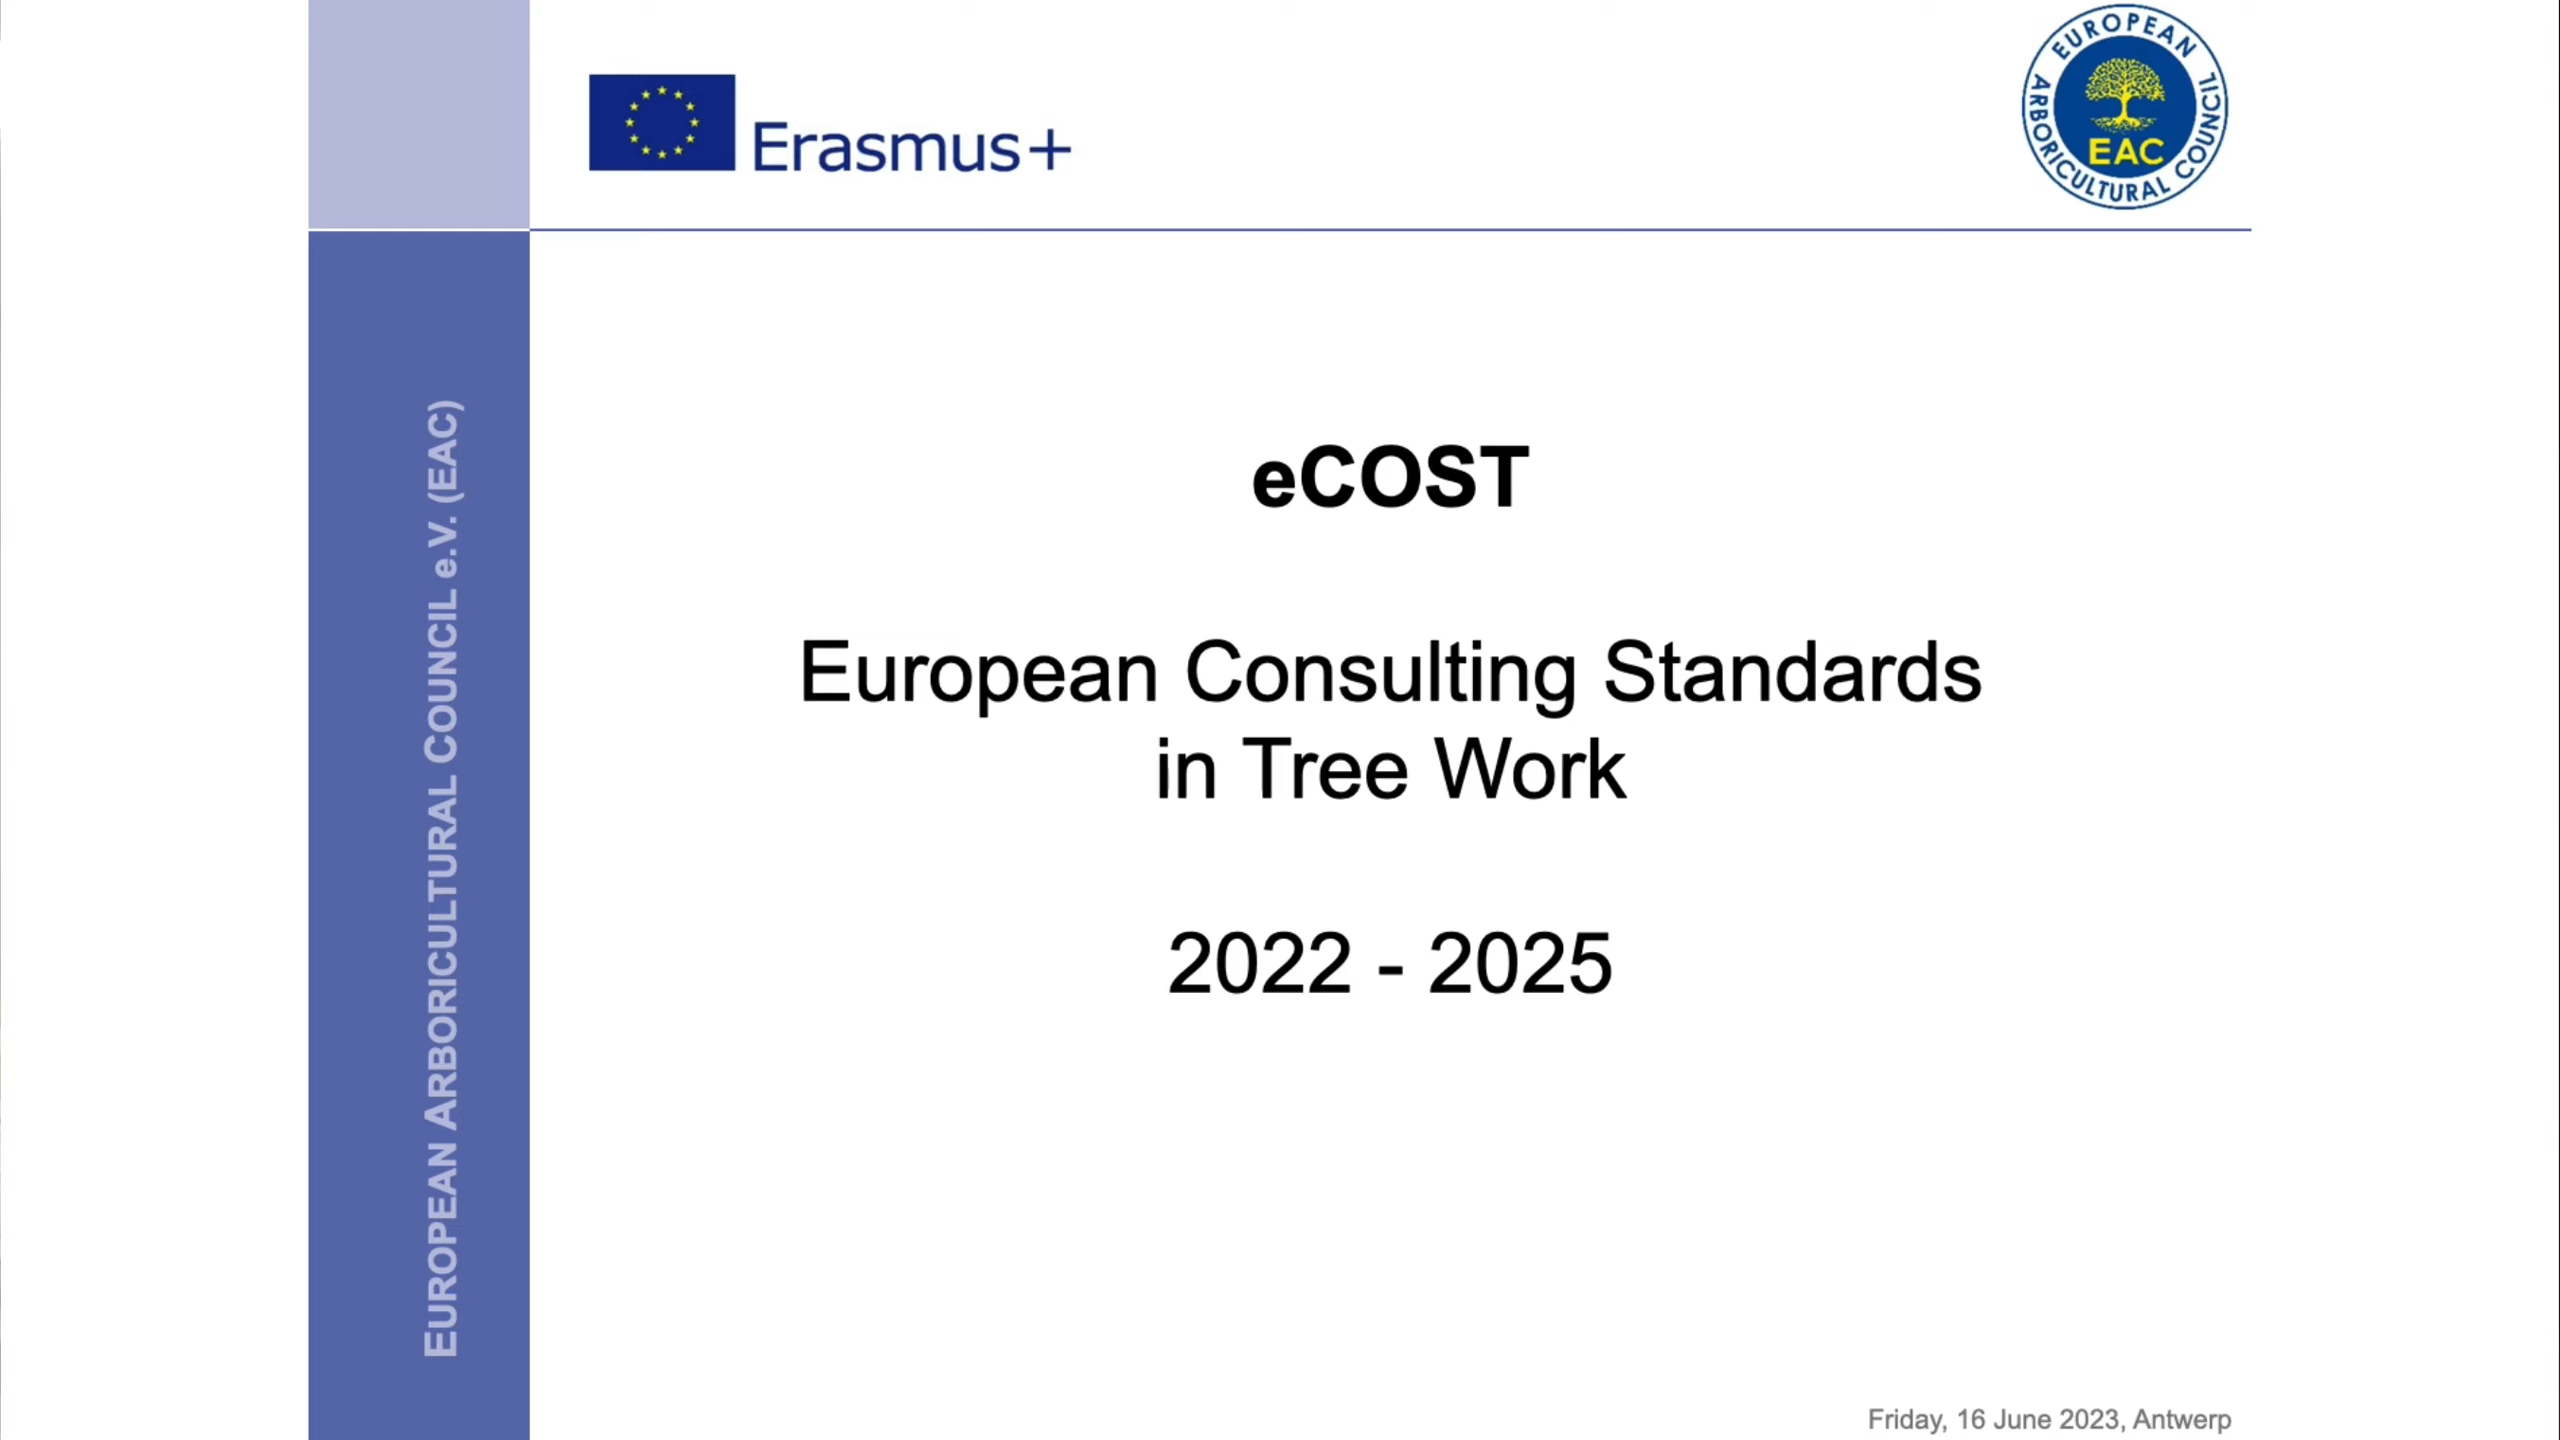 Erasmus+
EUROPEAN ARBORICULTURAL COUNCIL
EAC
EUROPEAN ARBORICULTURAL COUNCIL e.V. (EAC)
eCOST
European Consulting Standards
in Tree Work
2022 - 2025
Friday, 16 June 2023, Antwerp